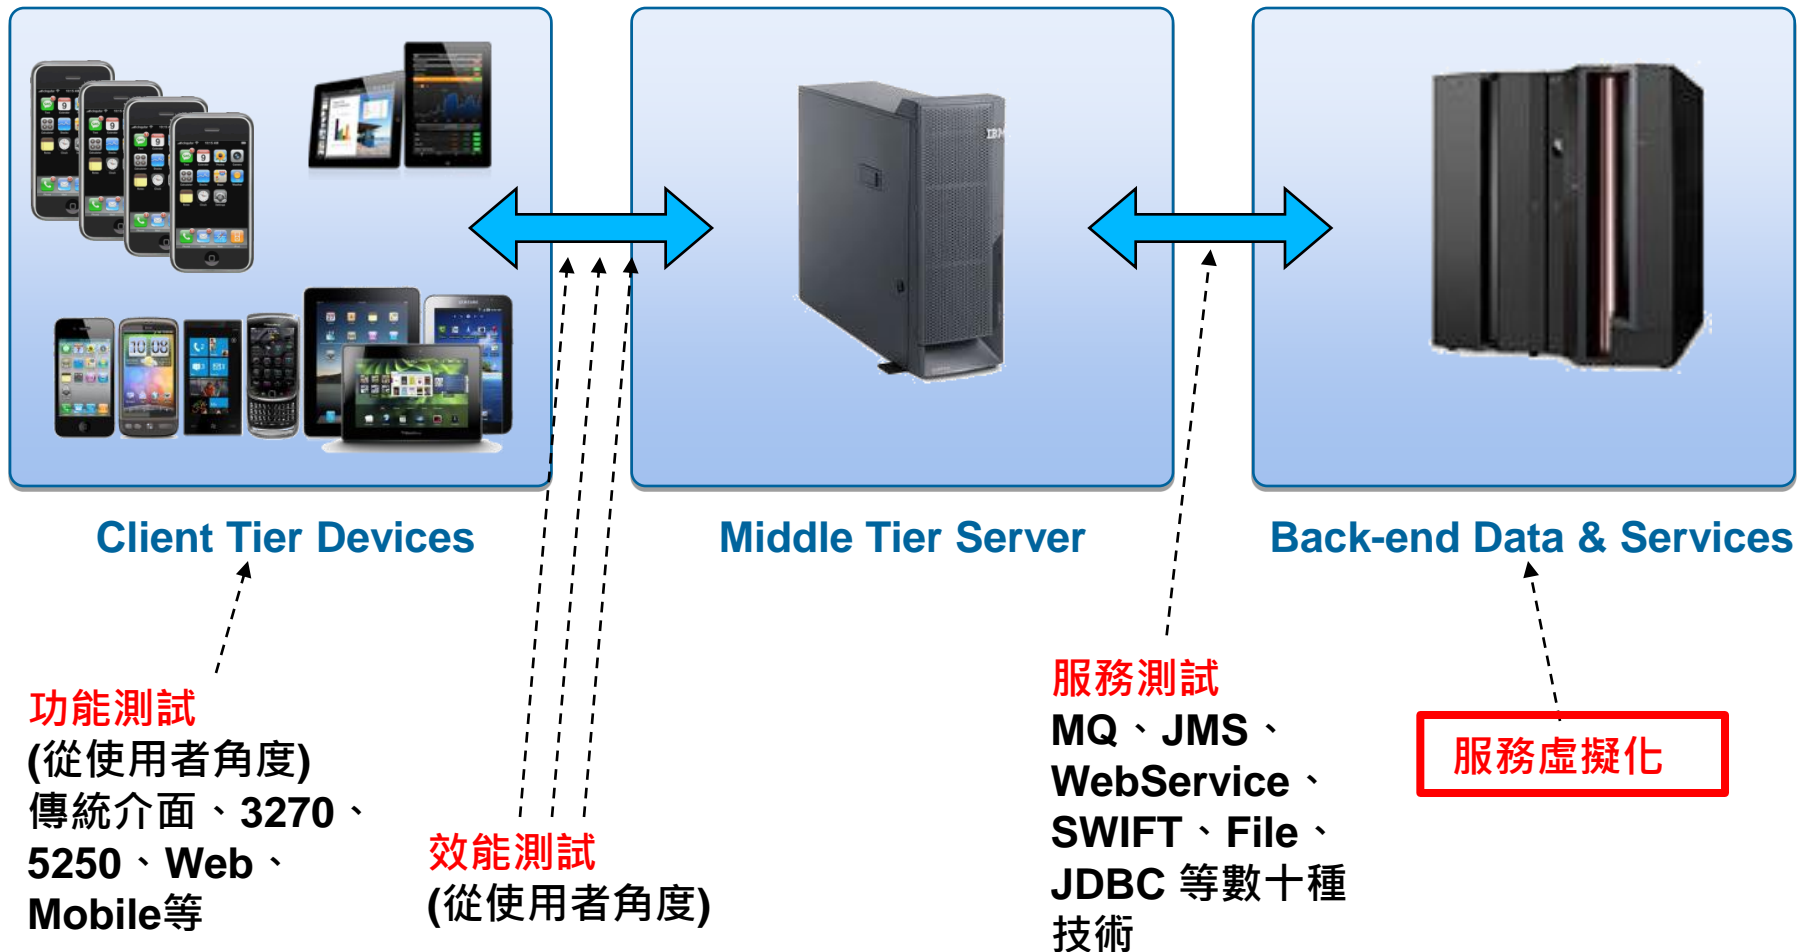 IBM
Client Tier Devices
Middle Tier Server
Back-end Data & Services
功能測試
(從使用者角度)
傳統介面、3270、
5250、Web、
Mobile等
效能測試
(從使用者角度)
服務測試
MQ、JMS、
WebService、
SWIFT、File、
JDBC 等數十種
技術
服務虛擬化